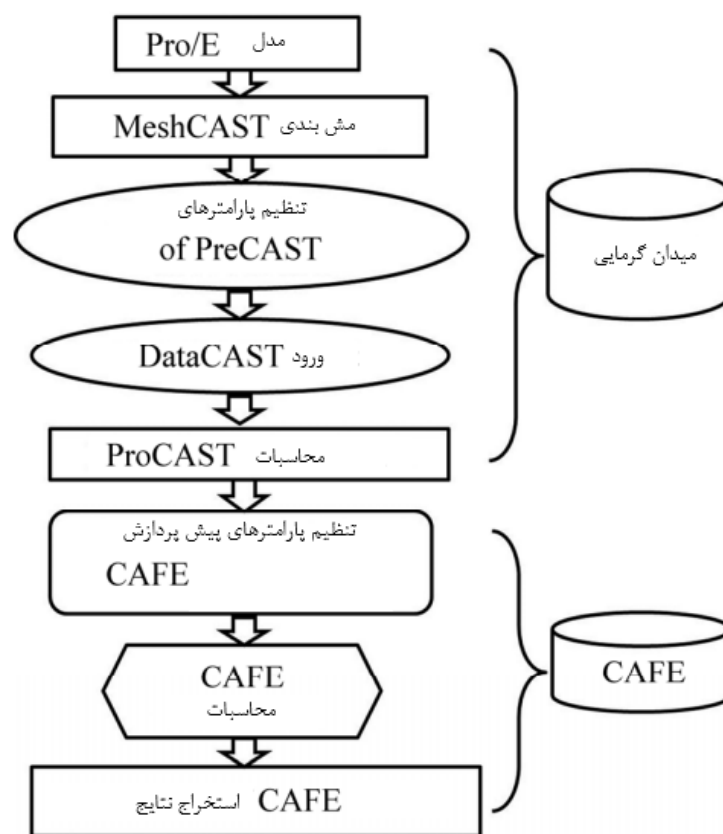 مدل Pro/E
مش بندی MeshCAST
تنظیم پارامترهای
of PreCAST
ورود DataCAST
محاسبات ProCAST
تنظیم پارامترهای پیش پردازش
CAFE
CAFE
محاسبات
استخراج نتایج CAFE
میدان گرمایی
CAFE